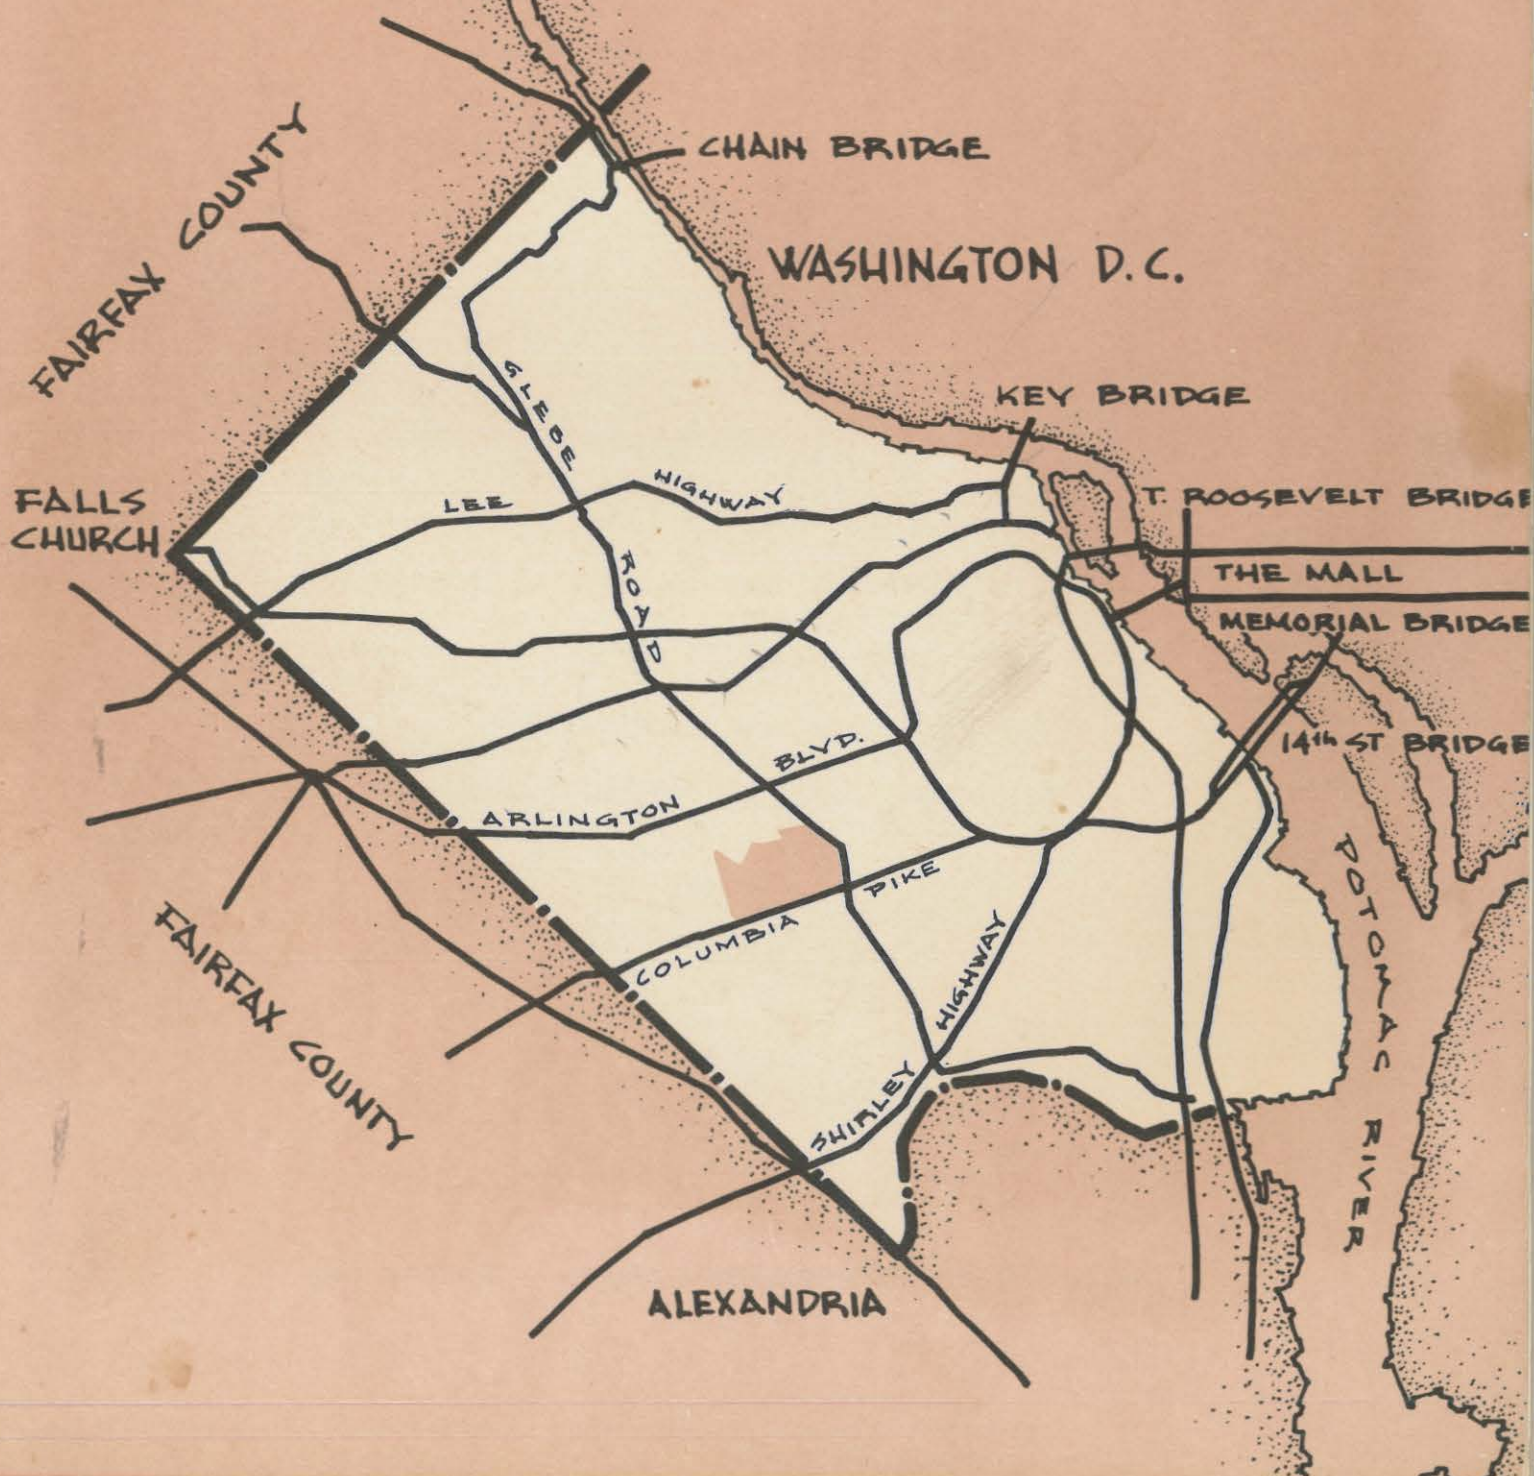 CHAIN BRIDGE
FAIRFAX COUNTY
WASHINGTON D.C.
KEY BRIDGE
GLEBE ROAD
FALLS
CHURCH
LEE HIGHWAY
T. ROOSEVELT BRIDGE
THE MALL
MEMORIAL BRIDGE
14th ST BRIDGE
ARLINGTON BLVD.
COLUMBIA PIKE
POTOMAC RIVER
FAIRFAX COUNTY
SHIRLEY HIGHWAY
ALEXANDRIA